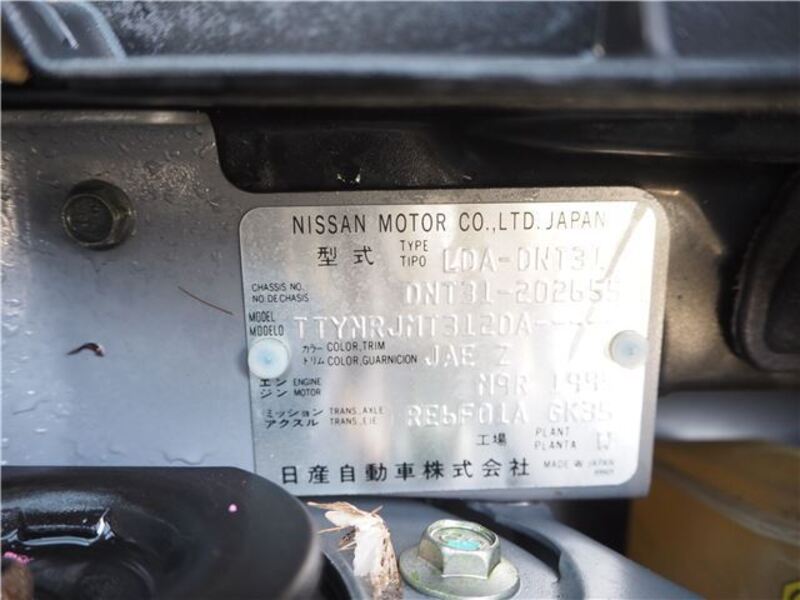 NISSAN MOTOR CO.,LTD. JAPAN
型式 TYPE TIPO LDA-DNT31
CHASSIS NO. NO.DE CHASIS DNT31-202655
MODEL MODELO TTYNRJMT31ZDA----
カラー COLOR,TRIM
トリム COLOR,GUARNICION JAE Z
エンジン ENGINE MOTOR M9R 1995
ミッション TRANS. AXLE
アクスル TRANS. EJE RE6F01A GK35
工場 PLANT PLANTA W
日産自動車株式会社 MADE IN JAPAN